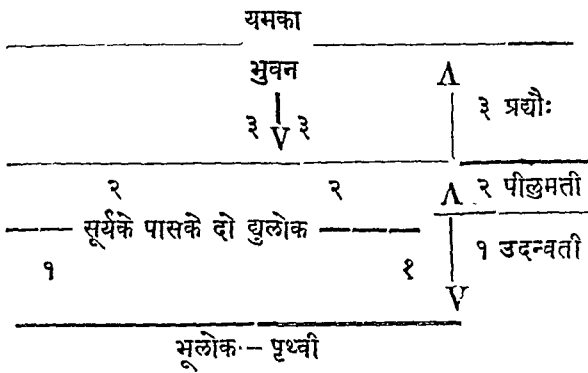 यमका
भुवन
३ ३
३ प्रद्यौः
२ २
२ पीलुमती
सूर्यके पासके दो द्युलोक
१ १
१ उदन्वती
भूलोक - पृथ्वी